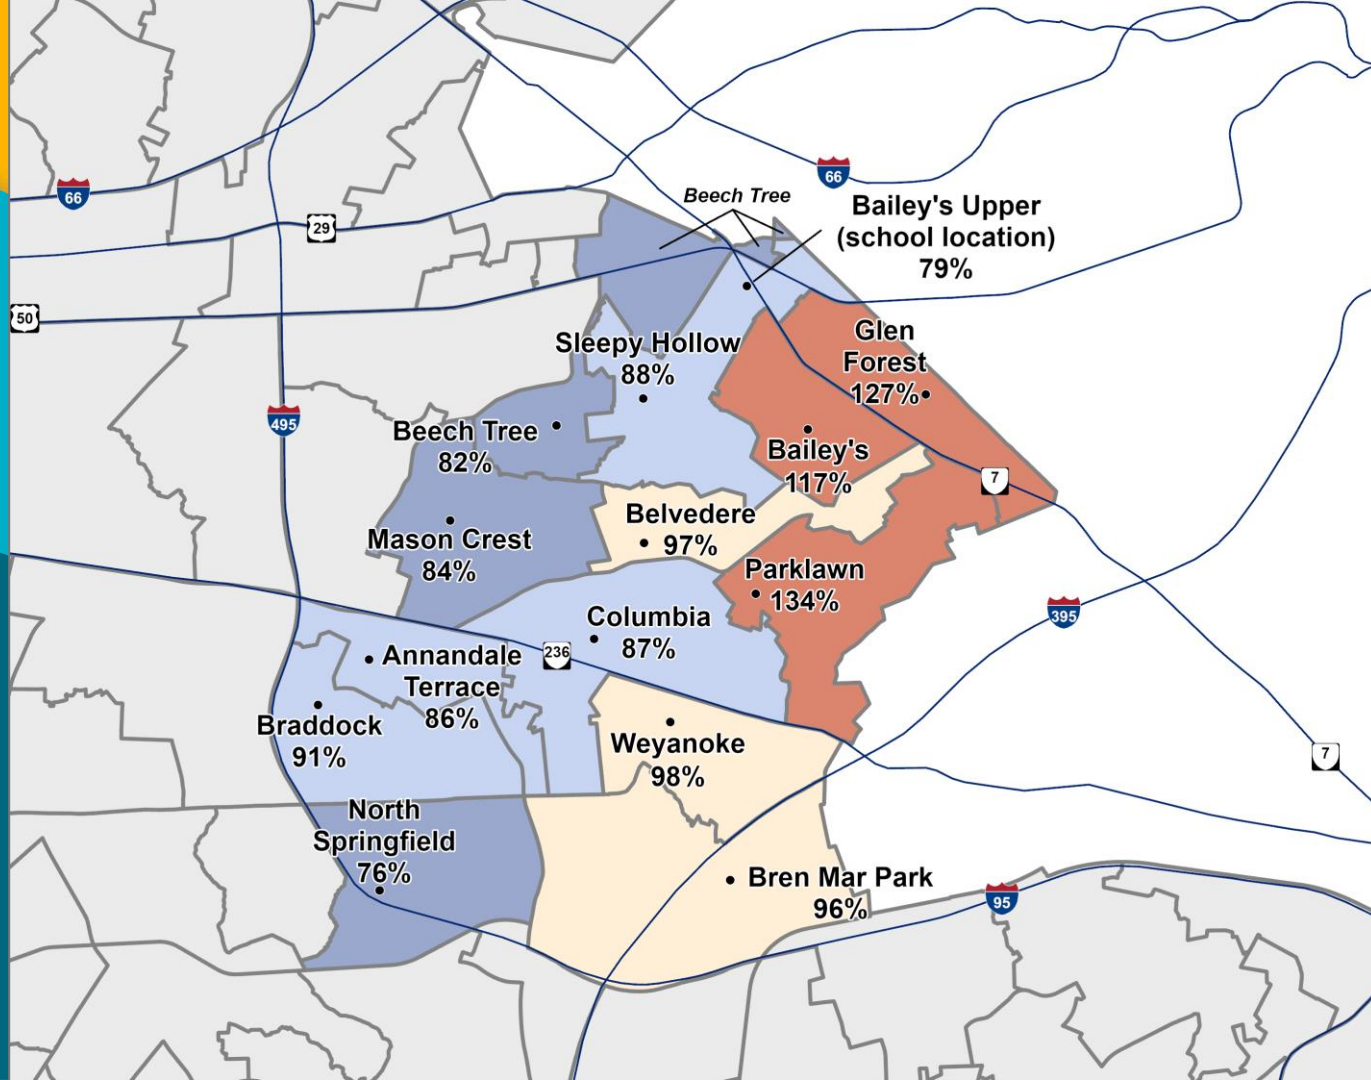 Beech Tree
66
66
Bailey's Upper
(school location)
79%
29
50
Sleepy Hollow
88%
Glen
Forest
127%
495
Beech Tree
82%
Bailey's
117%
7
Mason Crest
84%
Belvedere
97%
Parklawn
134%
395
Columbia
87%
236
Annandale
Terrace
86%
Braddock
91%
Weyanoke
98%
7
North
Springfield
76%
Bren Mar Park
96%
95